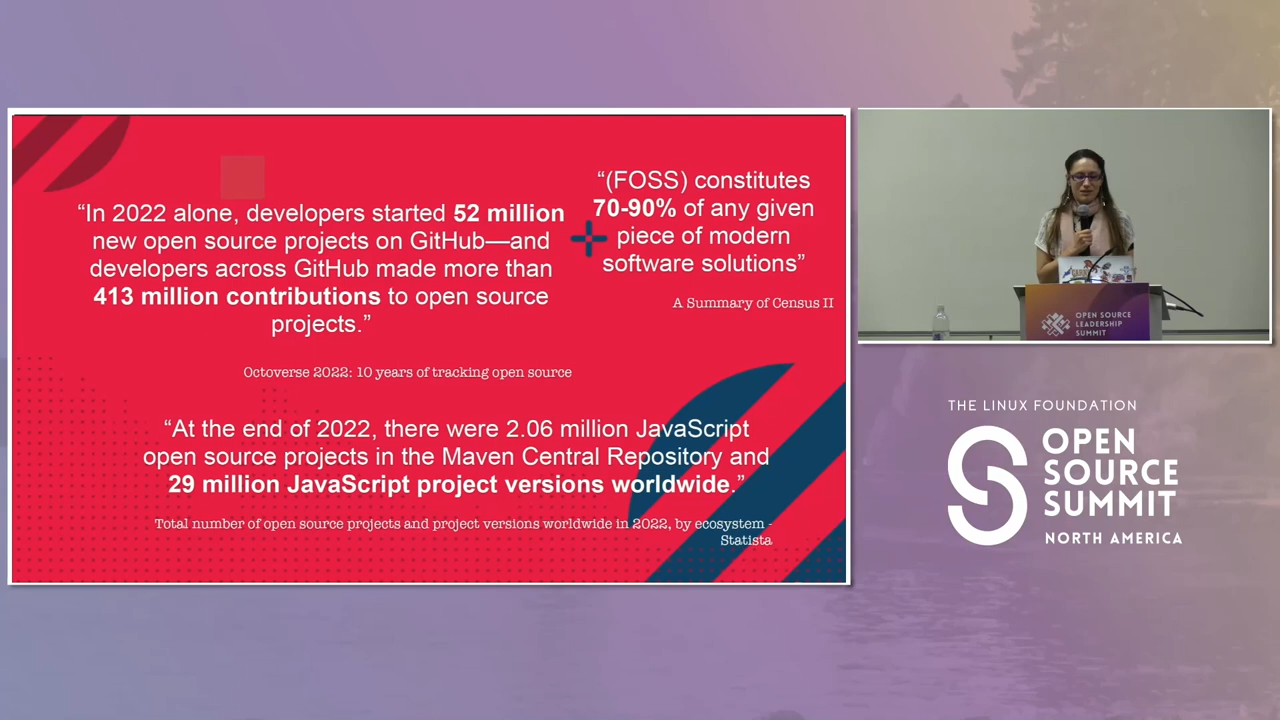 “In 2022 alone, developers started 52 million
new open source projects on GitHub—and
developers across GitHub made more than
413 million contributions to open source
projects.”
Octoverse 2022: 10 years of tracking open source
“(FOSS) constitutes
70-90% of any given
piece of modern
software solutions”
A Summary of Census II
“At the end of 2022, there were 2.06 million JavaScript
open source projects in the Maven Central Repository and
29 million JavaScript project versions worldwide.”
Total number of open source projects and project versions worldwide in 2022, by ecosystem -
Statista
OPEN SOURCE
LEADERSHIP
SUMMIT
THE LINUX FOUNDATION
OPEN
SOURCE
SUMMIT
NORTH AMERICA